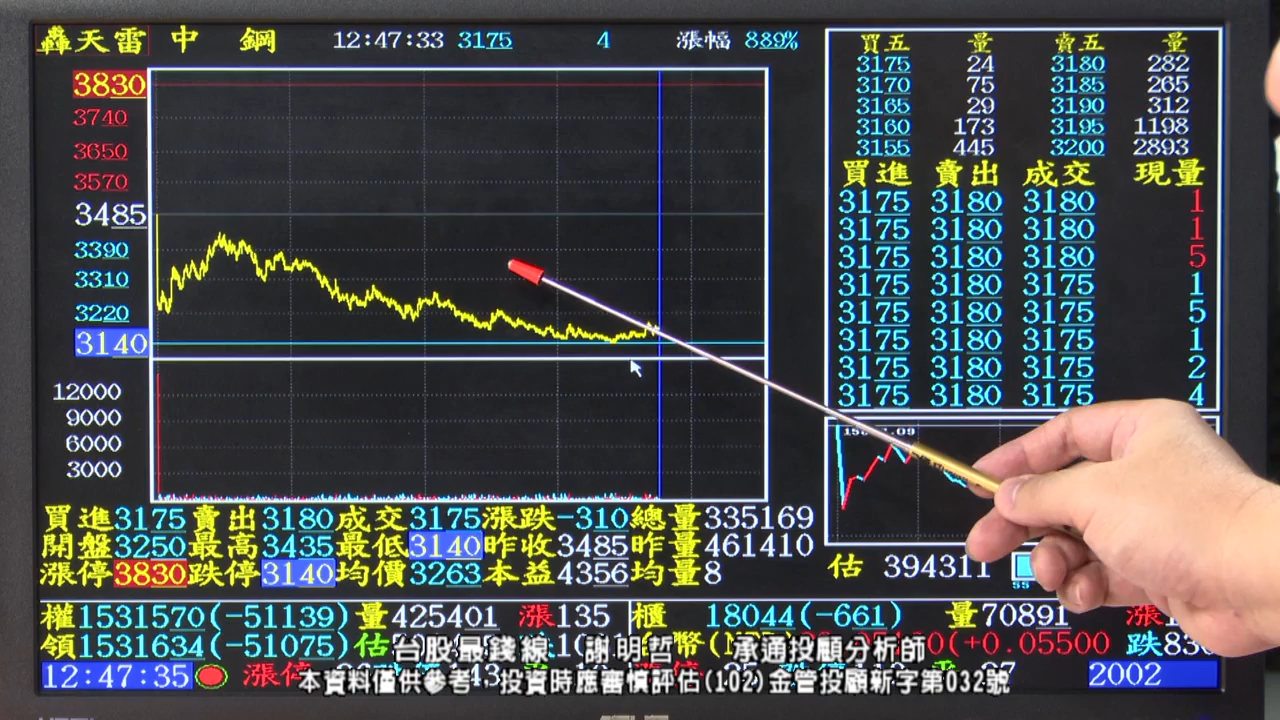 轟天雷 中 鋼 12:47:33 3175 4 漲幅 889%
3830
3740
3650
3570
3485
3390
3310
3220
3140
12000
9000
6000
3000
買五 量 賣五 量
3175 24 3180 282
3170 75 3185 265
3165 29 3190 312
3160 173 3195 1198
3155 445 3200 2893
買進 賣出 成交 現量
3175 3180 3180 1
3175 3180 3180 1
3175 3180 3180 5
3175 3180 3175 1
3175 3180 3175 5
3175 3180 3175 1
3175 3180 3175 2
3175 3180 3175 4
買進3175賣出3180成交3175漲跌-310總量335169
開盤3250最高3435最低3140昨收3485昨量461410
漲停3830跌停3140均價3263本益4356均量8
估 394311
55
權1531570(-51139) 量425401 漲135 櫃 18044(-661) 量70891 漲
領1531634(-51075) 估 (+0.05500 跌830
12:47:35 漲停 2002
台股最錢線 謝明哲 承通投顧分析師
本資料僅供參考，投資時應審慎評估(102)金管投顧新字第032號